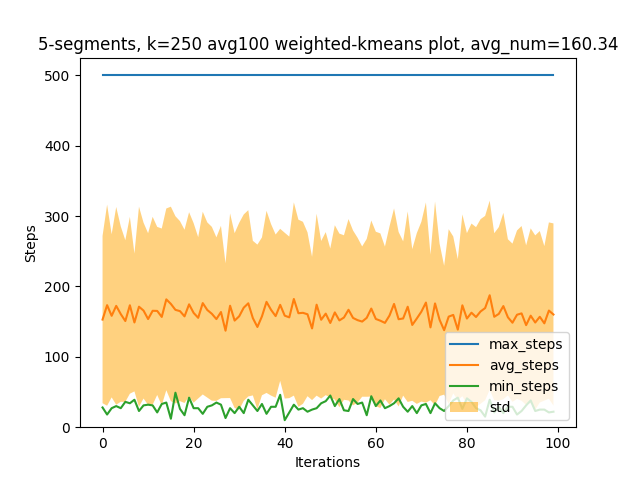 5-segments, k=250 avg100 weighted-kmeans plot, avg_num=160.34
500
400
300
200
100
0
Steps
0 20 40 60 80 100
Iterations
max_steps
avg_steps
min_steps
std